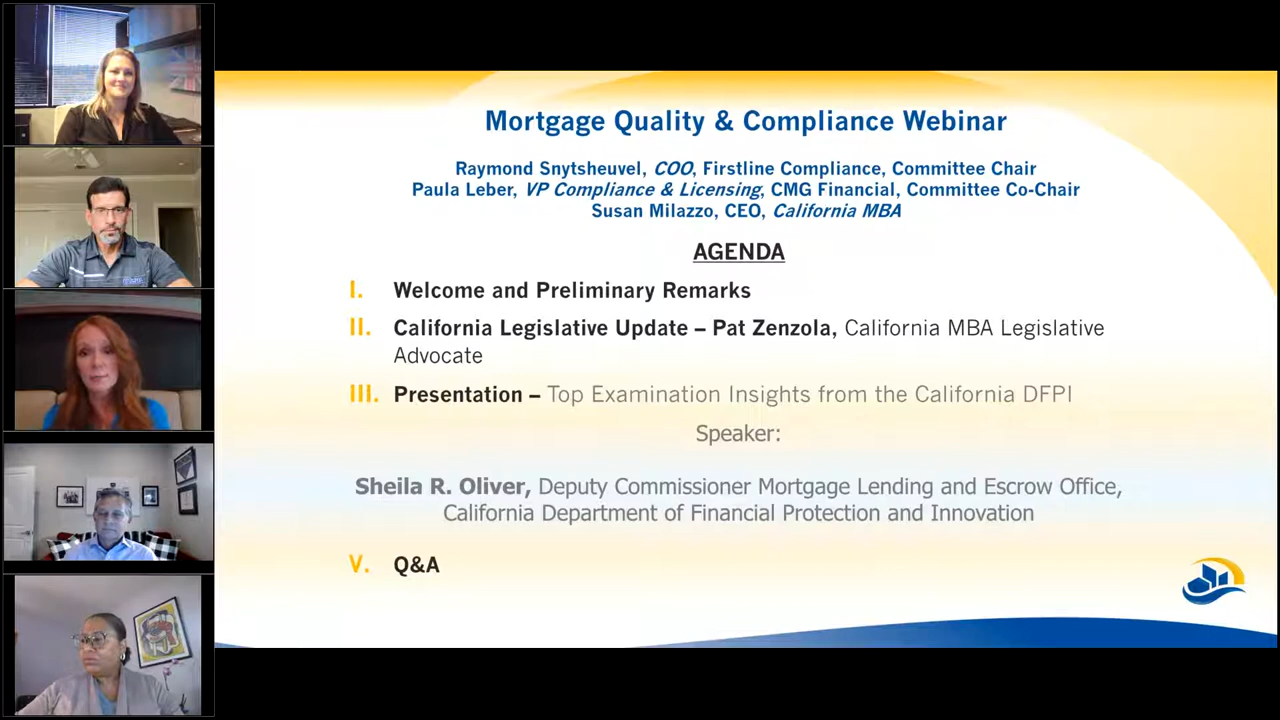 Mortgage Quality & Compliance Webinar
Raymond Snytsheuvel, COO, Firstline Compliance, Committee Chair
Paula Leber, VP Compliance & Licensing, CMG Financial, Committee Co-Chair
Susan Milazzo, CEO, California MBA
AGENDA
I. Welcome and Preliminary Remarks
II. California Legislative Update – Pat Zenzola, California MBA Legislative
Advocate
III. Presentation – Top Examination Insights from the California DFPI
Speaker:
Sheila R. Oliver, Deputy Commissioner Mortgage Lending and Escrow Office,
California Department of Financial Protection and Innovation
V. Q&A